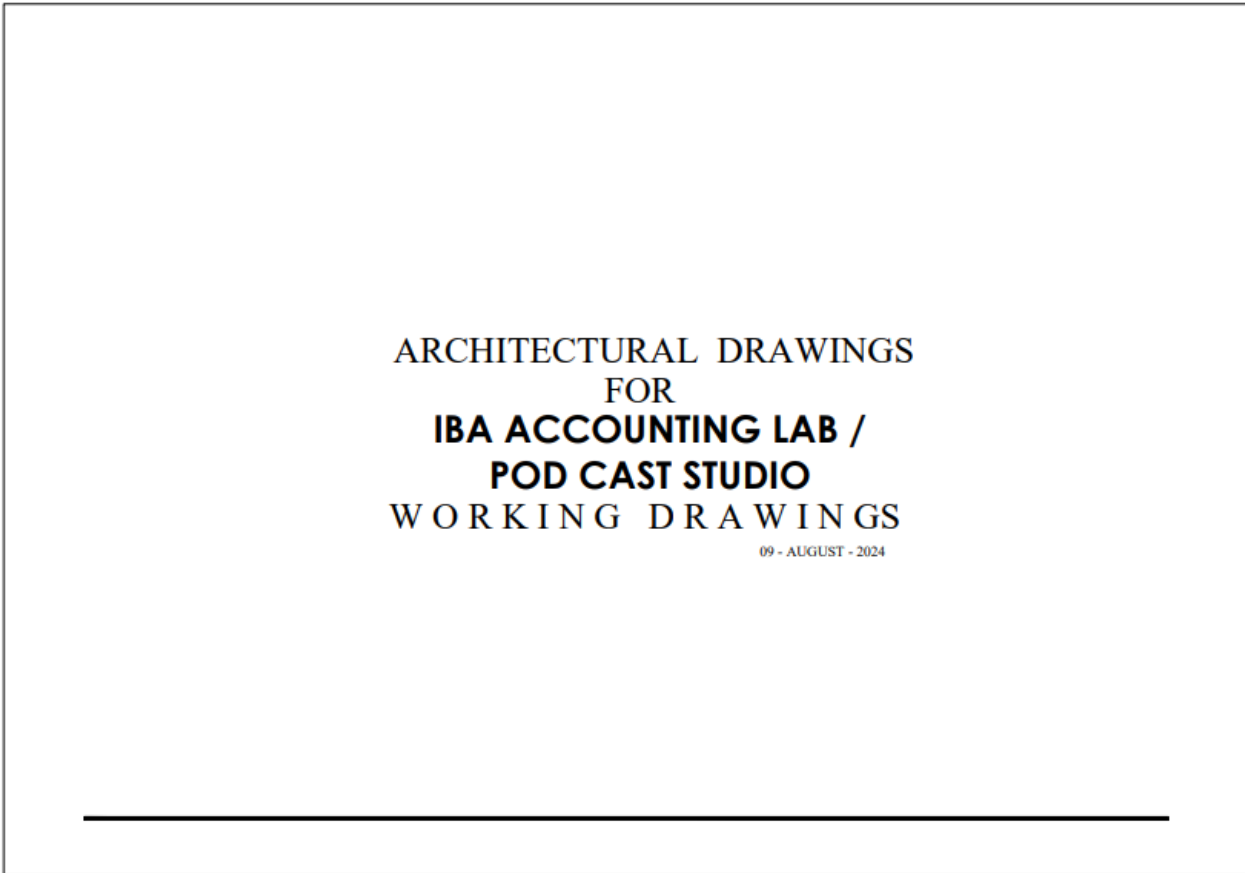 ARCHITECTURAL DRAWINGS
FOR
IBA ACCOUNTING LAB /
POD CAST STUDIO
WORKING DRAWINGS
09 - AUGUST - 2024